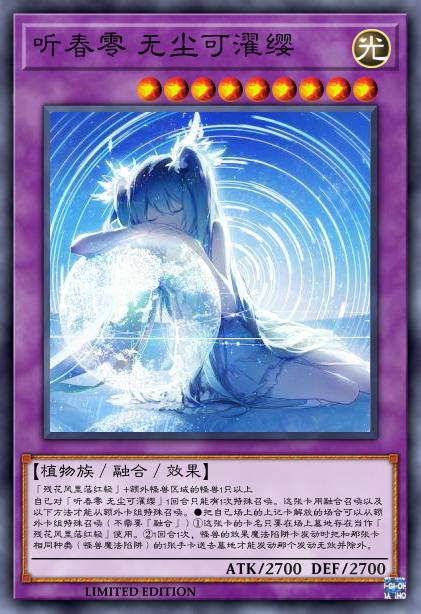 听春零 无尘可濯缨
光
【植物族／融合／效果】
「残花风里落红轻」+额外怪兽区域的怪兽1只以上
自己对「听春零 无尘可濯缨」1回合只能有1次特殊召唤。这张卡用融合召唤以及
以下方法才能从额外卡组特殊召唤。●把自己场上的上记卡解放的场合可以从额
外卡组特殊召唤（不需要「融合」）①这张卡的卡名只要在场上墓地存在当作「
残花风里落红轻」使用。②1回合1次，怪兽的效果魔法陷阱卡发动时把和那张卡
相同种类（怪兽魔法陷阱）的1张手卡送去墓地才能发动那个发动无效并除外。
ATK/2700 DEF/2700
LIMITED EDITION